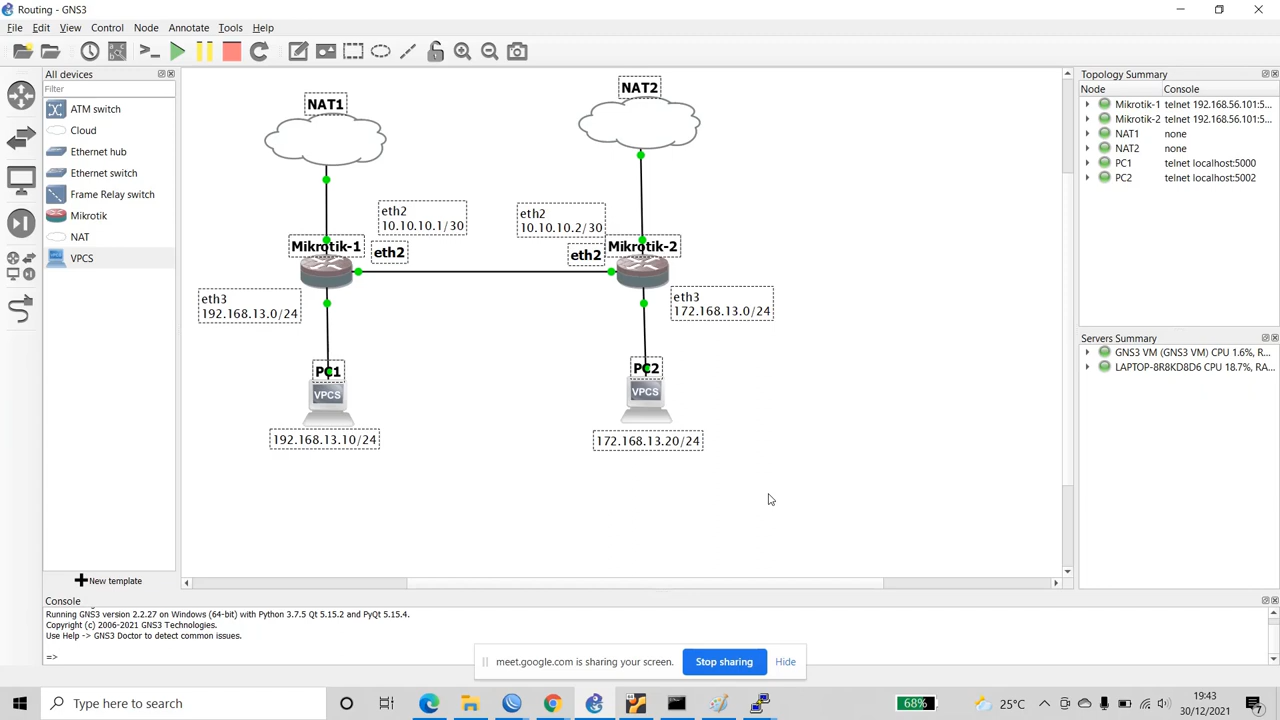 Routing - GNS3
File Edit View Control Node Annotate Tools Help
All devices
Filter
ATM switch
Cloud
Ethernet hub
Ethernet switch
Frame Relay switch
Mikrotik
NAT
VPCS
New template
NAT1
NAT2
eth2
10.10.10.1/30
eth2
10.10.10.2/30
Mikrotik-1
eth2
eth2
Mikrotik-2
eth3
192.168.13.0/24
eth3
172.168.13.0/24
PC1
VPCS
192.168.13.10/24
PC2
VPCS
172.168.13.20/24
Topology Summary
Node Console
Mikrotik-1 telnet 192.168.56.101:5...
Mikrotik-2 telnet 192.168.56.101:5...
NAT1 none
NAT2 none
PC1 telnet localhost:5000
PC2 telnet localhost:5002
Servers Summary
GNS3 VM (GNS3 VM) CPU 1.6%, R...
LAPTOP-8R8KD8D6 CPU 18.7%, RA...
Console
Running GNS3 version 2.2.27 on Windows (64-bit) with Python 3.7.5 Qt 5.15.2 and PyQt 5.15.4.
Copyright (c) 2006-2021 GNS3 Technologies.
Use Help -> GNS3 Doctor to detect common issues.
=>
meet.google.com is sharing your screen.
Stop sharing
Hide
Type here to search
68%
25°C
19:43
30/12/2021
7